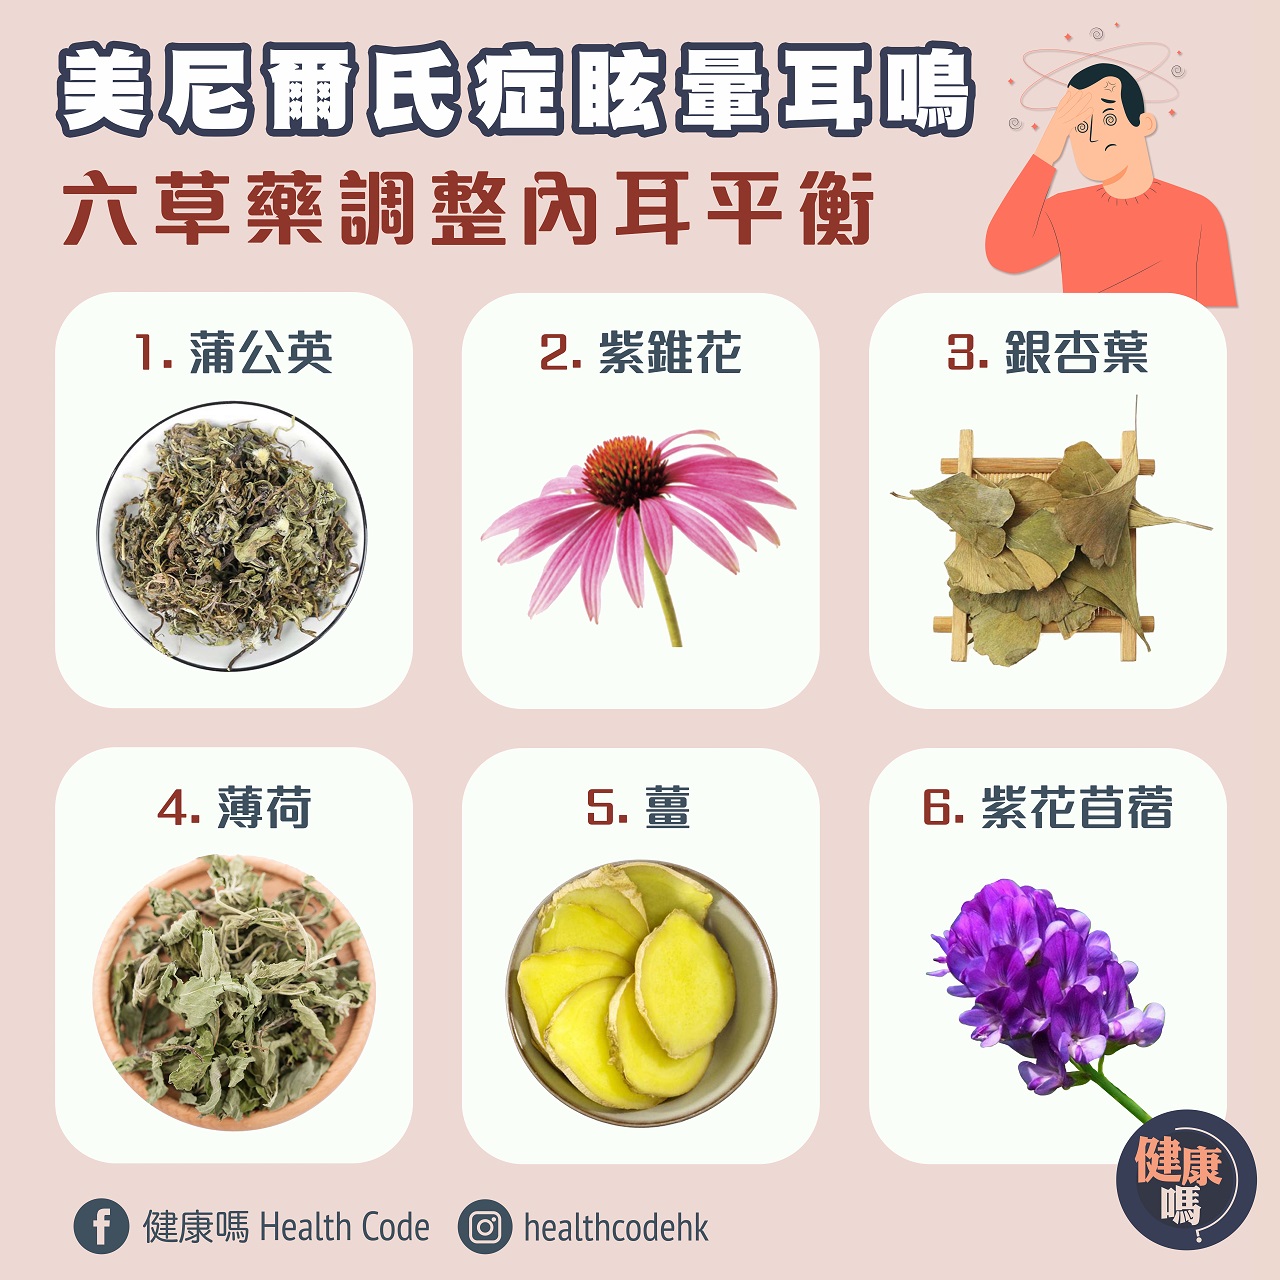 美尼爾氏症眩暈耳鳴
六草藥調整內耳平衡
1. 蒲公英
2. 紫錐花
3. 銀杏葉
4. 薄荷
5. 薑
6. 紫花苜蓿
健康嗎 Health Code
healthcodehk
健康
嗎?